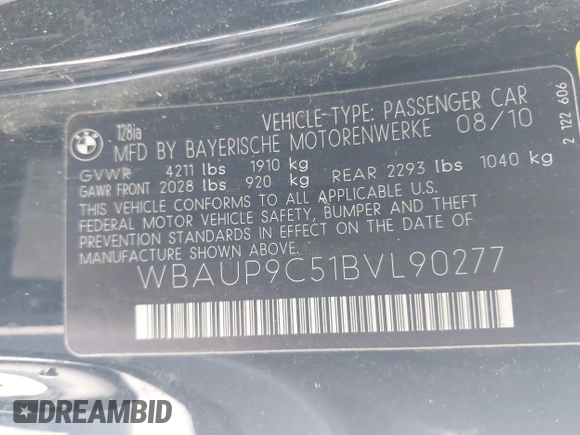 BMW
128ia VEHICLE-TYPE: PASSENGER CAR
MFD BY BAYERISCHE MOTORENWERKE 08/10
GVWR 4211 lbs 1910 kg
GAWR FRONT 2028 lbs 920 kg REAR 2293 lbs 1040 kg
THIS VEHICLE CONFORMS TO ALL APPLICABLE U.S.
FEDERAL MOTOR VEHICLE SAFETY, BUMPER AND THEFT
PREVENTION STANDARDS IN EFFECT ON THE DATE OF
MANUFACTURE SHOWN ABOVE.
WBAUP9C51BVL90277
2 122 606
DREAMBID